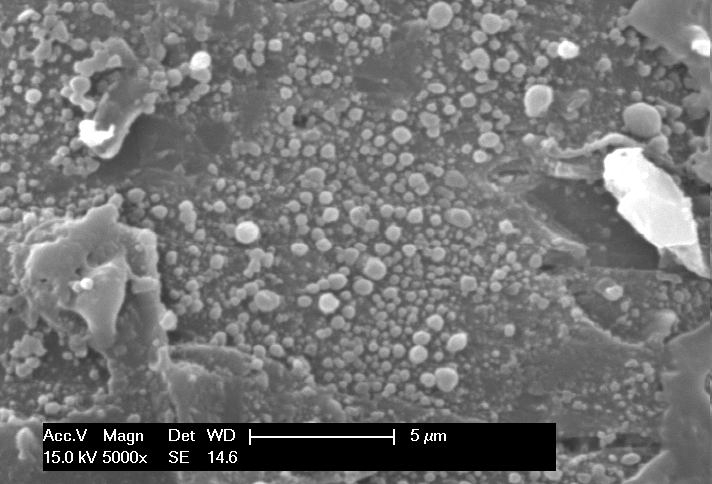 Acc.V Magn Det WD 5 µm
15.0 kV 5000x SE 14.6